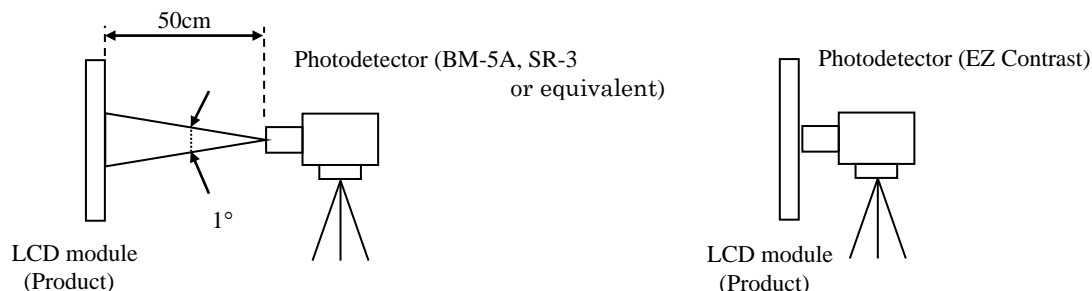 50cm
Photodetector (BM-5A, SR-3
or equivalent)
1°
LCD module
(Product)
Photodetector (EZ Contrast)
LCD module
(Product)